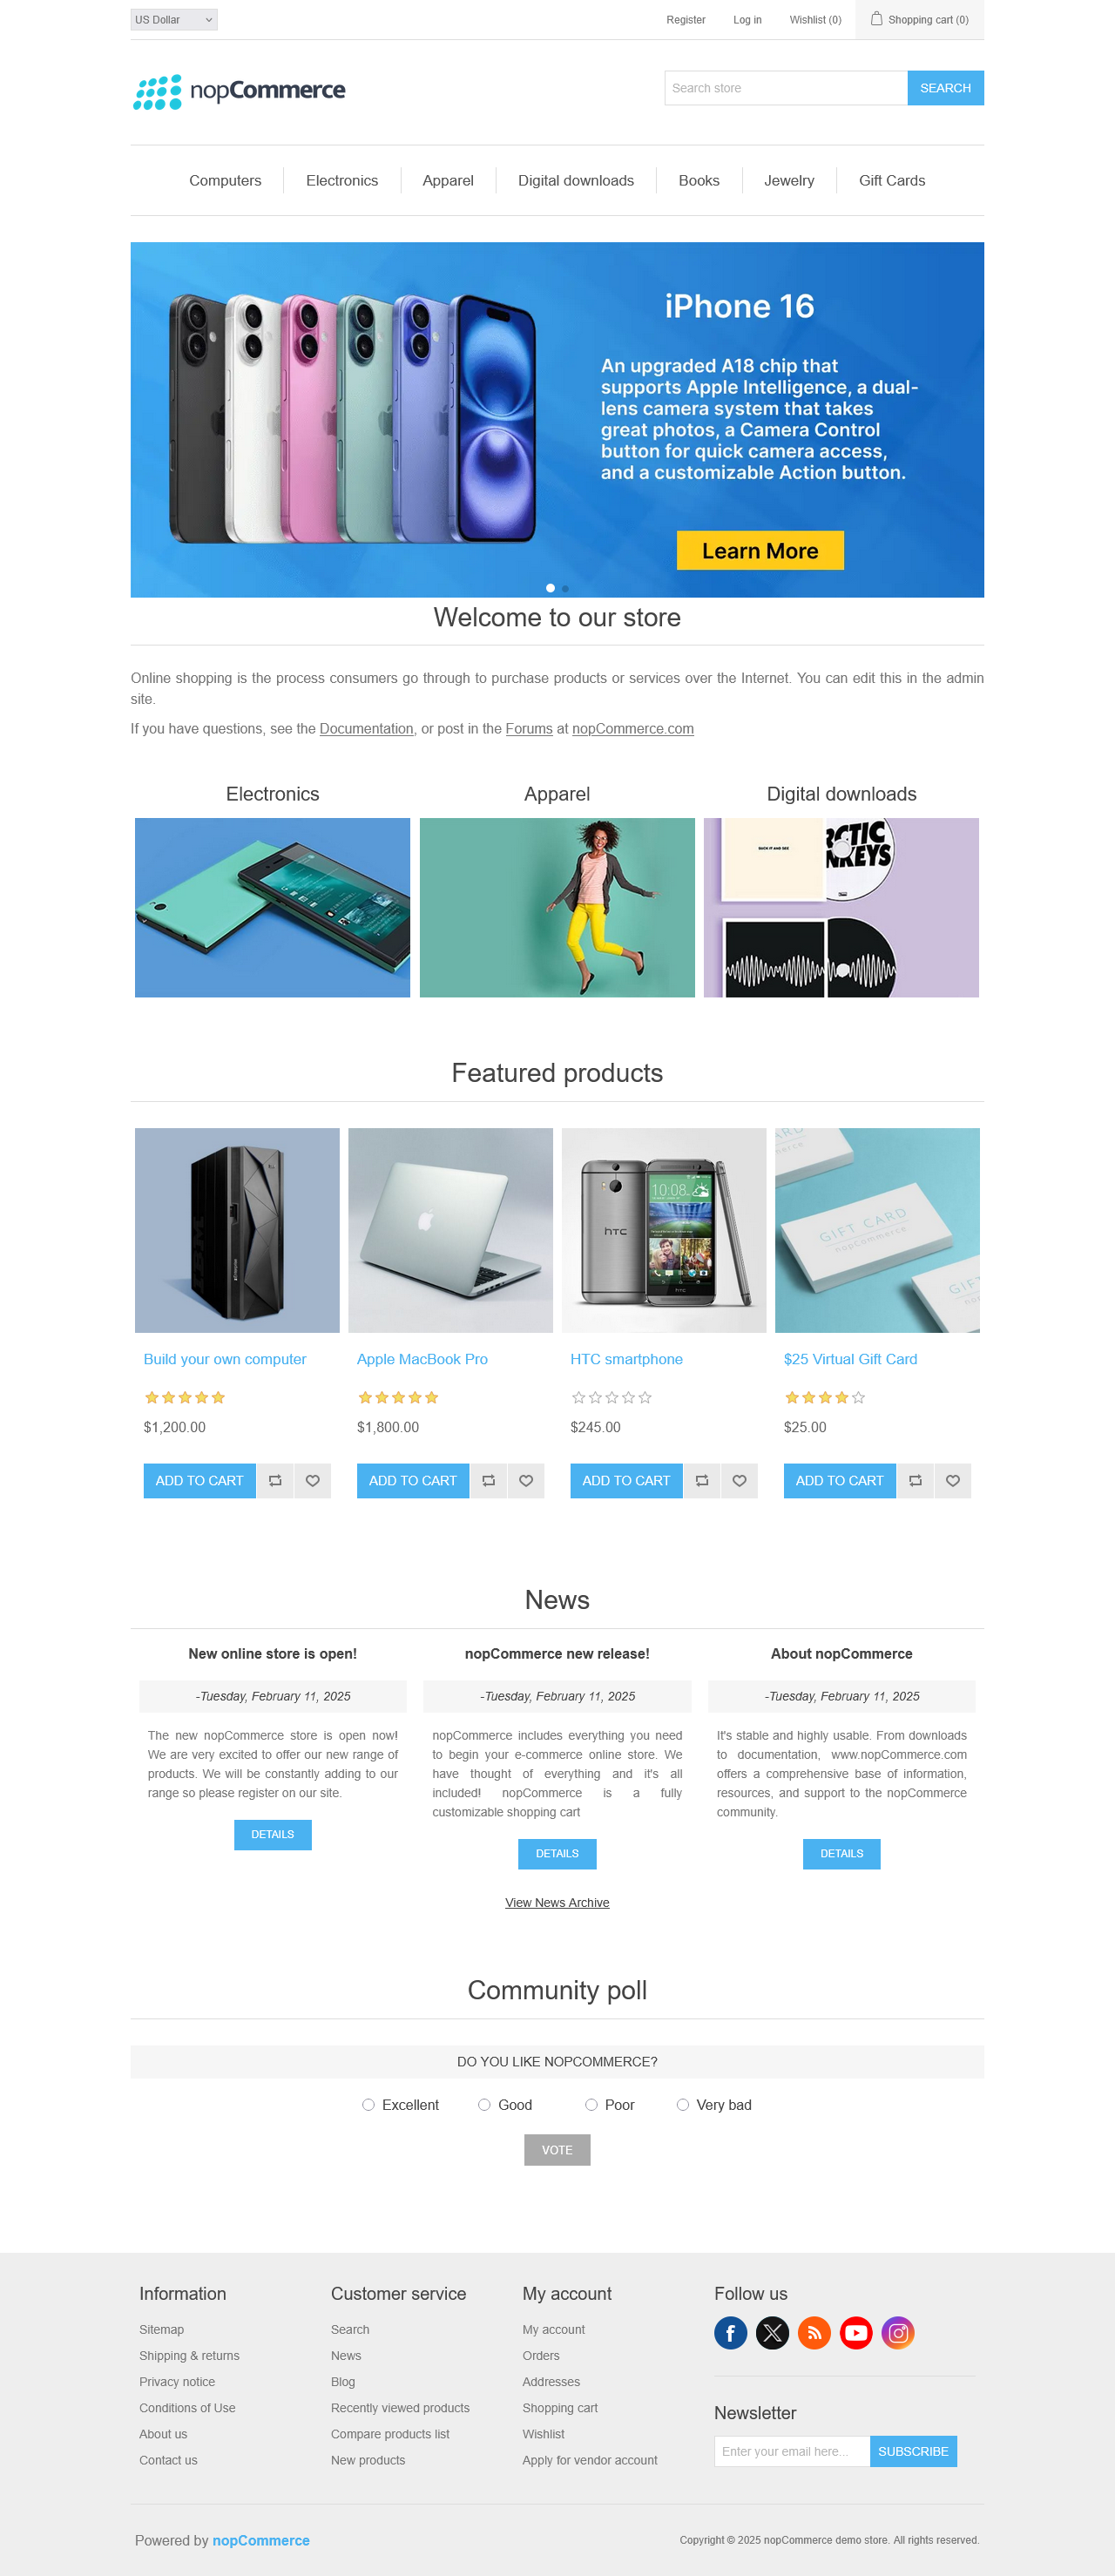 US Dollar
Register
Log in
Wishlist (0)
Shopping cart (0)
nopCommerce
Search store
SEARCH
Computers
Electronics
Apparel
Digital downloads
Books
Jewelry
Gift Cards
iPhone 16
An upgraded A18 chip that
supports Apple Intelligence, a dual-
lens camera system that takes
great photos, a Camera Control
button for quick camera access,
and a customizable Action button.
Learn More
Welcome to our store
Online shopping is the process consumers go through to purchase products or services over the Internet. You can edit this in the admin
site.
If you have questions, see the Documentation, or post in the Forums at nopCommerce.com
Electronics
Apparel
Digital downloads
SUCK IT AND SEE
Featured products
10:08
hTC
GIFT CARD
nopCommerce
Build your own computer
Apple MacBook Pro
HTC smartphone
$25 Virtual Gift Card
$1,200.00
$1,800.00
$245.00
$25.00
ADD TO CART
ADD TO CART
ADD TO CART
ADD TO CART
News
New online store is open!
-Tuesday, February 11, 2025
The new nopCommerce store is open now!
We are very excited to offer our new range of
products. We will be constantly adding to our
range so please register on our site.
DETAILS
nopCommerce new release!
-Tuesday, February 11, 2025
nopCommerce includes everything you need
to begin your e-commerce online store. We
have thought of everything and it's all
included! nopCommerce is a fully
customizable shopping cart
DETAILS
About nopCommerce
-Tuesday, February 11, 2025
It's stable and highly usable. From downloads
to documentation, www.nopCommerce.com
offers a comprehensive base of information,
resources, and support to the nopCommerce
community.
DETAILS
View News Archive
Community poll
DO YOU LIKE NOPCOMMERCE?
Excellent
Good
Poor
Very bad
VOTE
Information
Sitemap
Shipping & returns
Privacy notice
Conditions of Use
About us
Contact us
Customer service
Search
News
Blog
Recently viewed products
Compare products list
New products
My account
My account
Orders
Addresses
Shopping cart
Wishlist
Apply for vendor account
Follow us
Newsletter
Enter your email here...
SUBSCRIBE
Powered by nopCommerce
Copyright © 2025 nopCommerce demo store. All rights reserved.